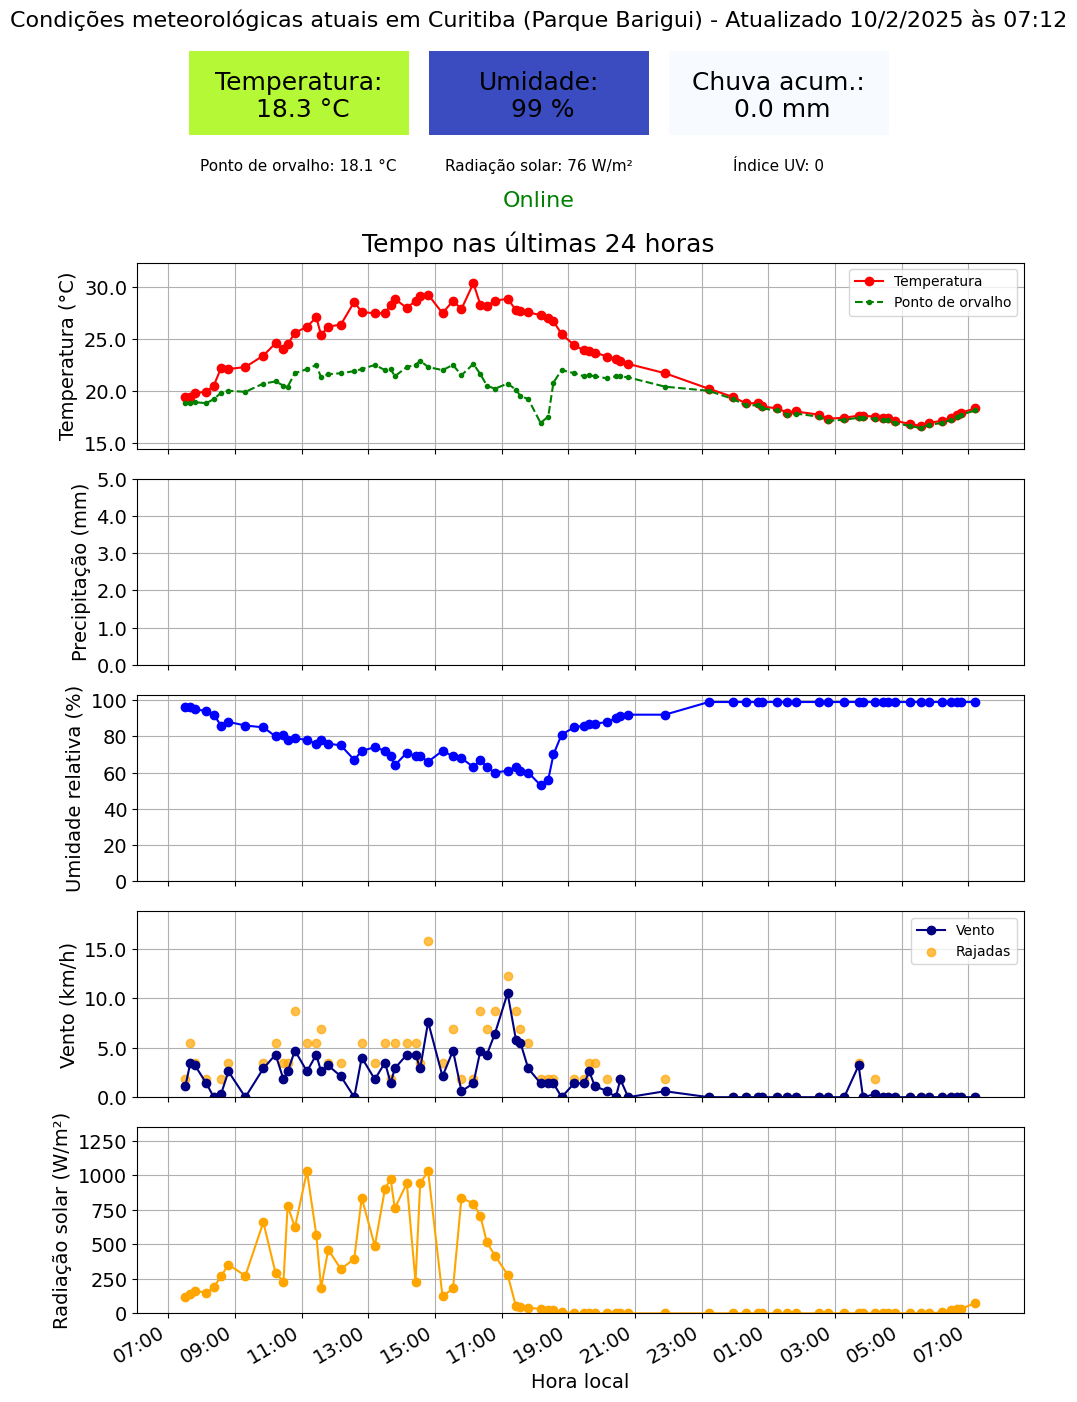 Condições meteorológicas atuais em Curitiba (Parque Barigui) - Atualizado 10/2/2025 às 07:12
Temperatura:
18.3 °C
Umidade:
99 %
Chuva acum.:
0.0 mm
Ponto de orvalho: 18.1 °C
Radiação solar: 76 W/m²
Índice UV: 0
Online
Tempo nas últimas 24 horas
Temperatura (°C)
30.0
25.0
20.0
15.0
Temperatura
Ponto de orvalho
Precipitação (mm)
5.0
4.0
3.0
2.0
1.0
0.0
Umidade relativa (%)
100
80
60
40
20
0
Vento (km/h)
15.0
10.0
5.0
0.0
Vento
Rajadas
Radiação solar (W/m²)
1250
1000
750
500
250
0
07:00
09:00
11:00
13:00
15:00
17:00
19:00
21:00
23:00
01:00
03:00
05:00
07:00
Hora local